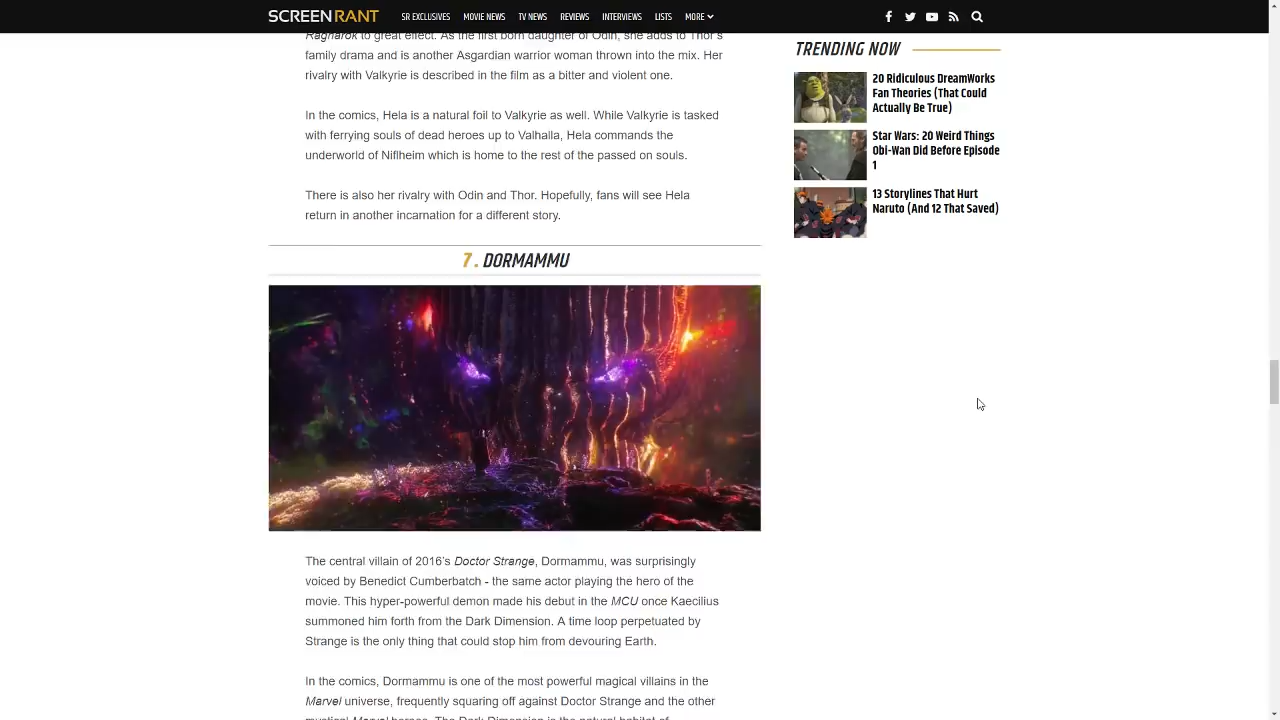 SCREENRANT SR EXCLUSIVES MOVIE NEWS TV NEWS REVIEWS INTERVIEWS LISTS MORE
Ragnarok to great effect. As the first born daughter of Odin, she adds to Thor's
family drama and is another Asgardian warrior woman thrown into the mix. Her
rivalry with Valkyrie is described in the film as a bitter and violent one.
In the comics, Hela is a natural foil to Valkyrie as well. While Valkyrie is tasked
with ferrying souls of dead heroes up to Valhalla, Hela commands the
underworld of Niflheim which is home to the rest of the passed on souls.
There is also her rivalry with Odin and Thor. Hopefully, fans will see Hela
return in another incarnation for a different story.
7. DORMAMMU
The central villain of 2016's Doctor Strange, Dormammu, was surprisingly
voiced by Benedict Cumberbatch - the same actor playing the hero of the
movie. This hyper-powerful demon made his debut in the MCU once Kaecilius
summoned him forth from the Dark Dimension. A time loop perpetuated by
Strange is the only thing that could stop him from devouring Earth.
In the comics, Dormammu is one of the most powerful magical villains in the
Marvel universe, frequently squaring off against Doctor Strange and the other
mystical Marvel heroes. The Dark Dimension is the natural habitat of
TRENDING NOW
20 Ridiculous DreamWorks
Fan Theories (That Could
Actually Be True)
Star Wars: 20 Weird Things
Obi-Wan Did Before Episode
1
13 Storylines That Hurt
Naruto (And 12 That Saved)